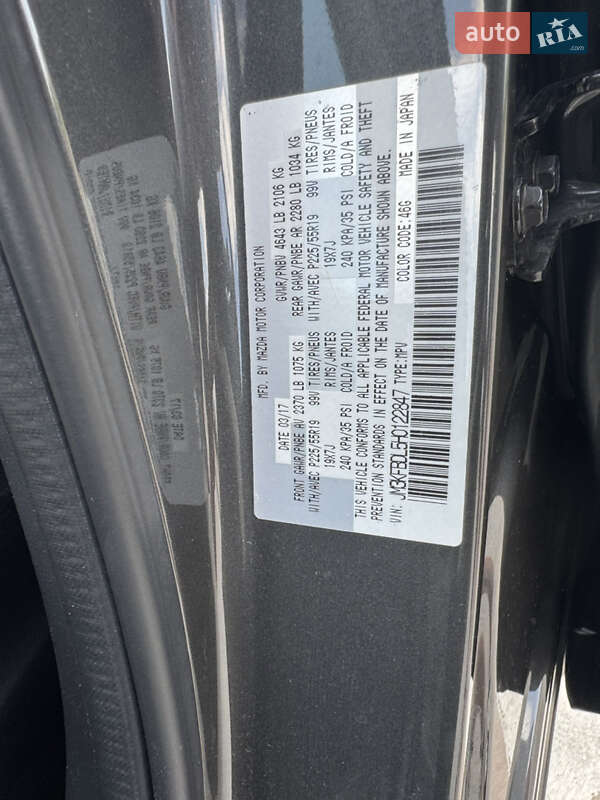 auto RIA.com
MFD. BY MAZDA MOTOR CORPORATION
DATE 03/17 GVWR/PNBV 4643 LB 2106 KG
FRONT GAWR/PNBE AV 2370 LB 1075 KG REAR GAWR/PNBE AR 2280 LB 1034 KG
WITH/AVEC P225/55R19 99V TIRES/PNEUS WITH/AVEC P225/55R19 99V TIRES/PNEUS
19X7J RIMS/JANTES 19X7J RIMS/JANTES
240 KPA/35 PSI COLD/A FROID 240 KPA/35 PSI COLD/A FROID
THIS VEHICLE CONFORMS TO ALL APPLICABLE FEDERAL MOTOR VEHICLE SAFETY AND THEFT
PREVENTION STANDARDS IN EFFECT ON THE DATE OF MANUFACTURE SHOWN ABOVE.
VIN: JM3KFBDL5H0122847 TYPE:MPV COLOR CODE:46G MADE IN JAPAN